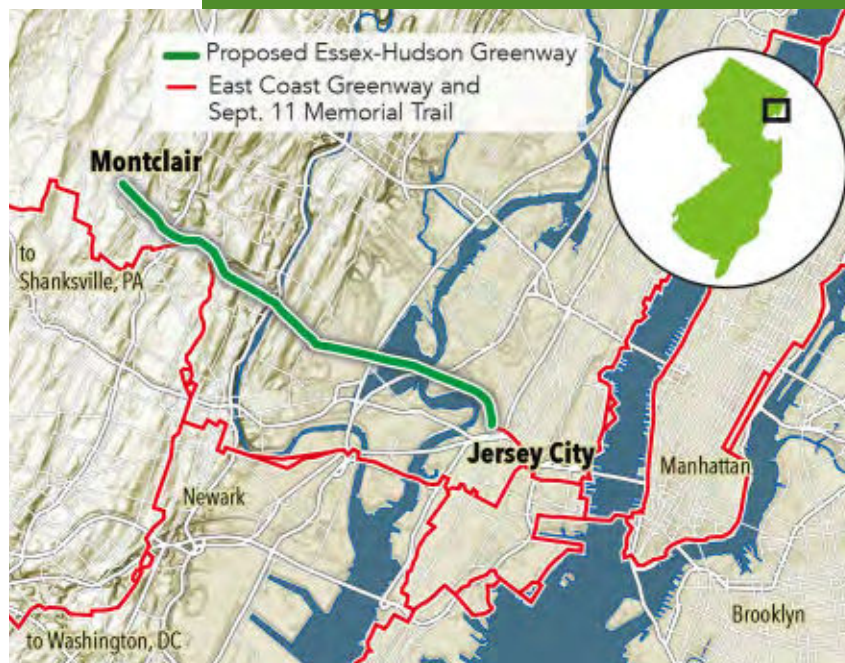 Proposed Essex-Hudson Greenway
East Coast Greenway and
Sept. 11 Memorial Trail
Montclair
to
Shanksville, PA
Jersey City
Manhattan
Newark
Brooklyn
to Washington, DC